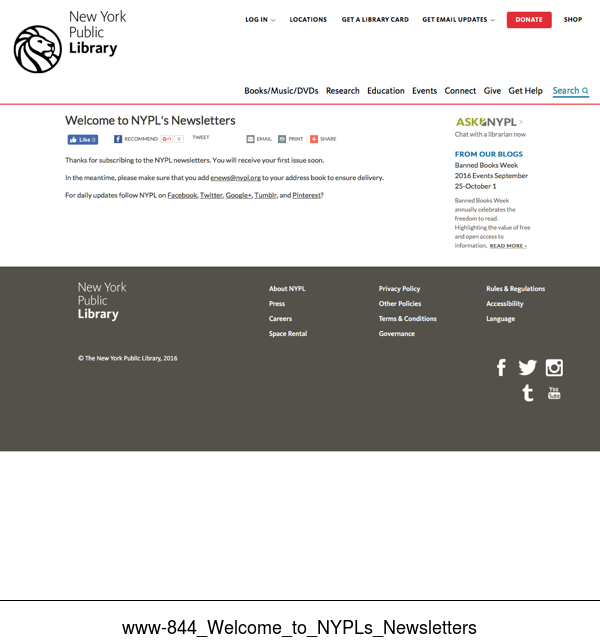 New York
Public
Library
LOG IN
LOCATIONS
GET A LIBRARY CARD
GET EMAIL UPDATES
DONATE
SHOP
Books/Music/DVDs Research Education Events Connect Give Get Help Search
Welcome to NYPL's Newsletters
Like 0
RECOMMEND
G+1 0
TWEET
EMAIL
PRINT
SHARE
Thanks for subscribing to the NYPL newsletters. You will receive your first issue soon.
In the meantime, please make sure that you add enews@nypl.org to your address book to ensure delivery.
For daily updates follow NYPL on Facebook, Twitter, Google+, Tumblr, and Pinterest?
ASK NYPL >
Chat with a librarian now
FROM OUR BLOGS
Banned Books Week
2016 Events September
25-October 1
Banned Books Week
annually celebrates the
freedom to read.
Highlighting the value of free
and open access to
information. READ MORE ›
New York
Public
Library
About NYPL
Press
Careers
Space Rental
Privacy Policy
Other Policies
Terms & Conditions
Governance
Rules & Regulations
Accessibility
Language
© The New York Public Library, 2016
You
Tube
www-844_Welcome_to_NYPLs_Newsletters